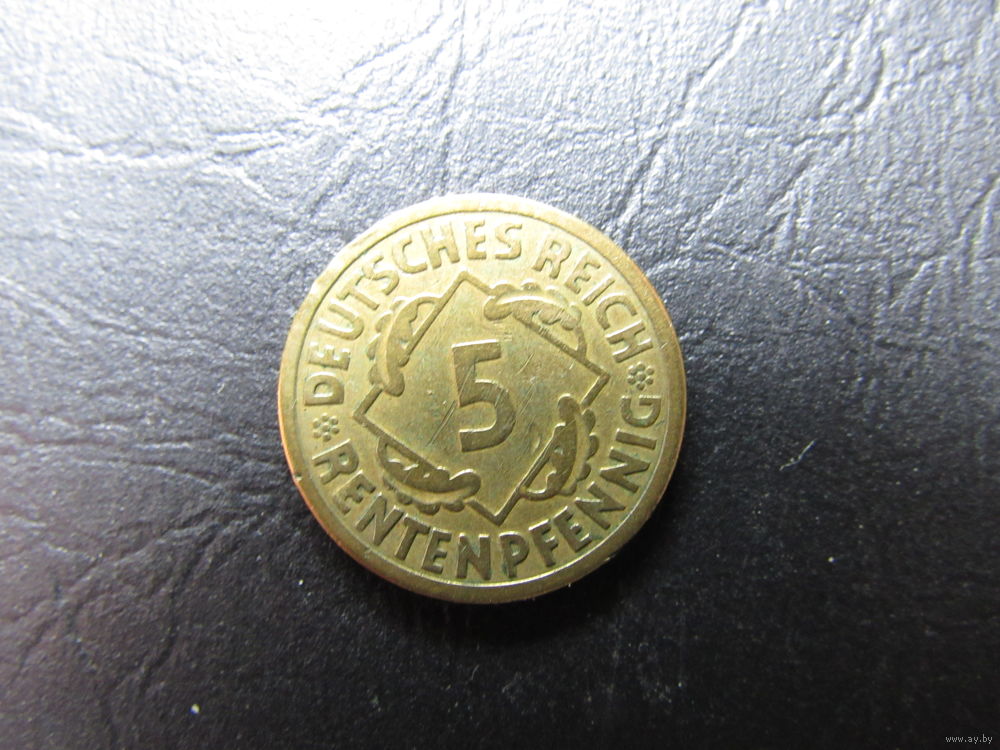 DEUTSCHES REICH
5
RENTENPFENNIG
www.ay.by